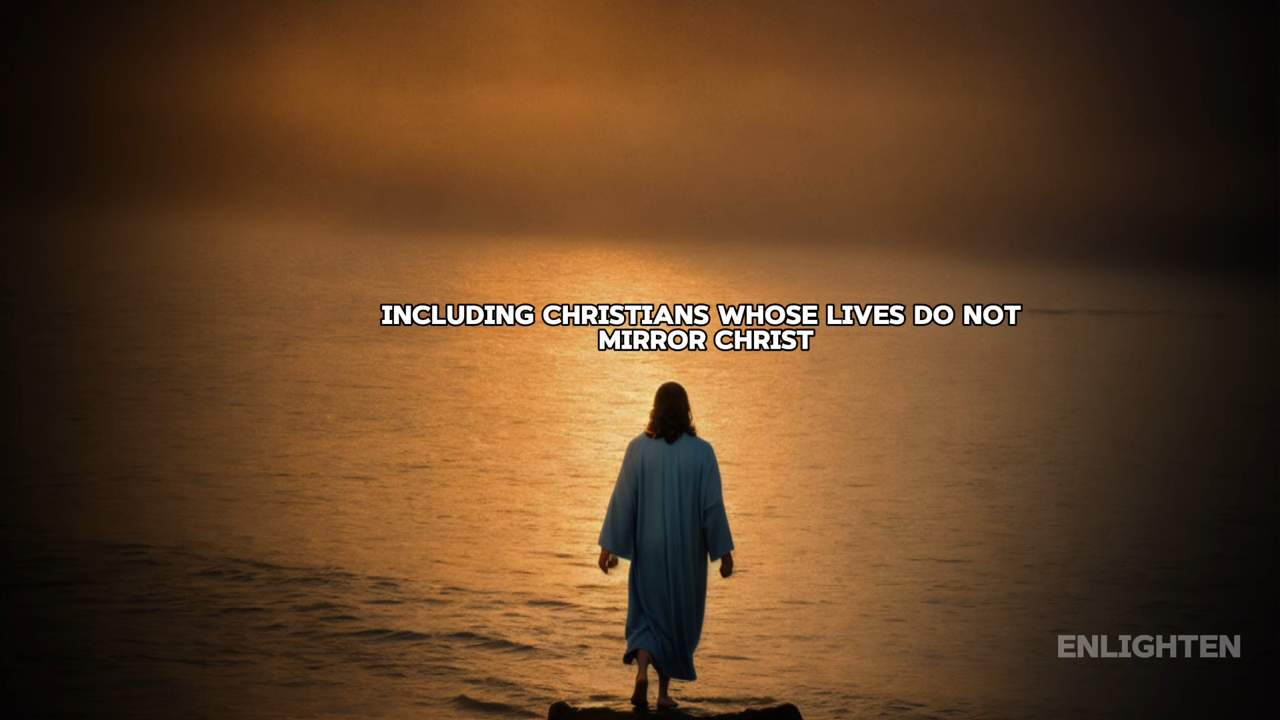 INCLUDING CHRISTIANS WHOSE LIVES DO NOT
MIRROR CHRIST
ENLIGHTEN